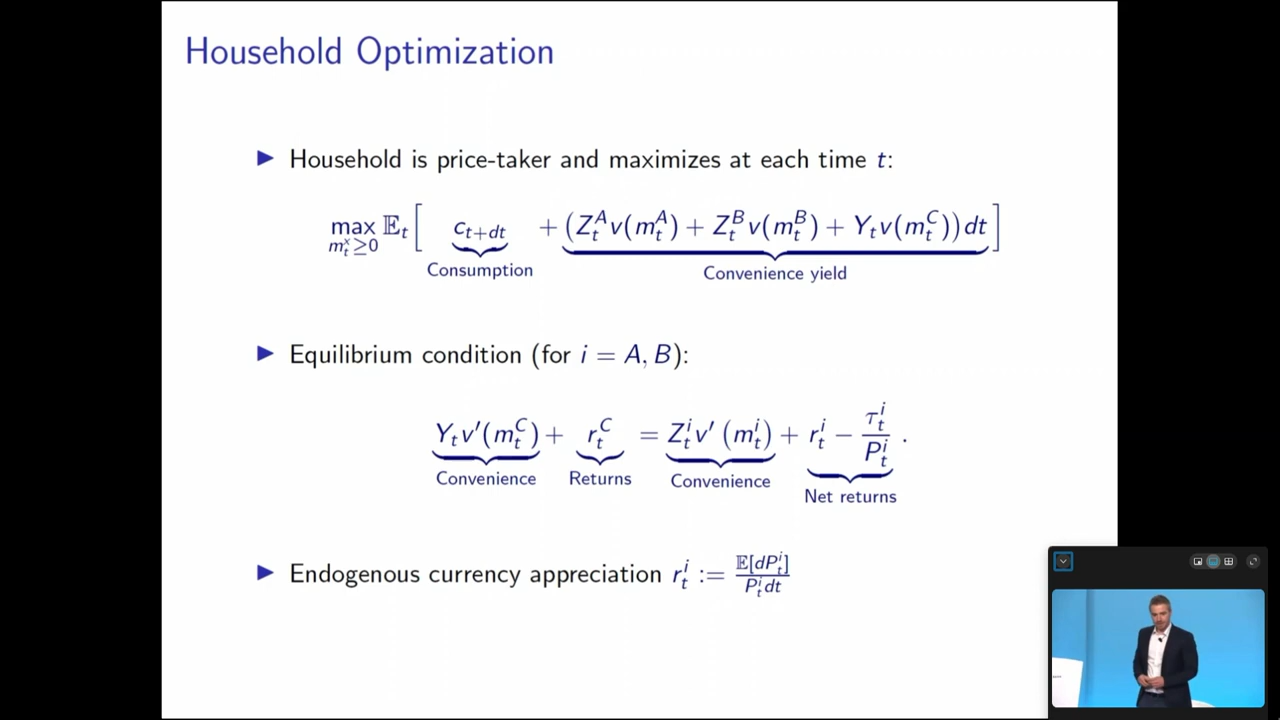 Household Optimization
▶ Household is price-taker and maximizes at each time t:
max_{m_t^x≥0} 𝔼_t [ c_{t+dt} + (Z_t^A v(m_t^A) + Z_t^B v(m_t^B) + Y_t v(m_t^C)) dt ]
Consumption Convenience yield
▶ Equilibrium condition (for i = A, B):
Y_t v′(m_t^C) + r_t^C = Z_t^i v′(m_t^i) + r_t^i − τ_t^i / P_t^i .
Convenience Returns Convenience Net returns
▶ Endogenous currency appreciation r_t^i := 𝔼[dP_t^i] / P_t^i dt